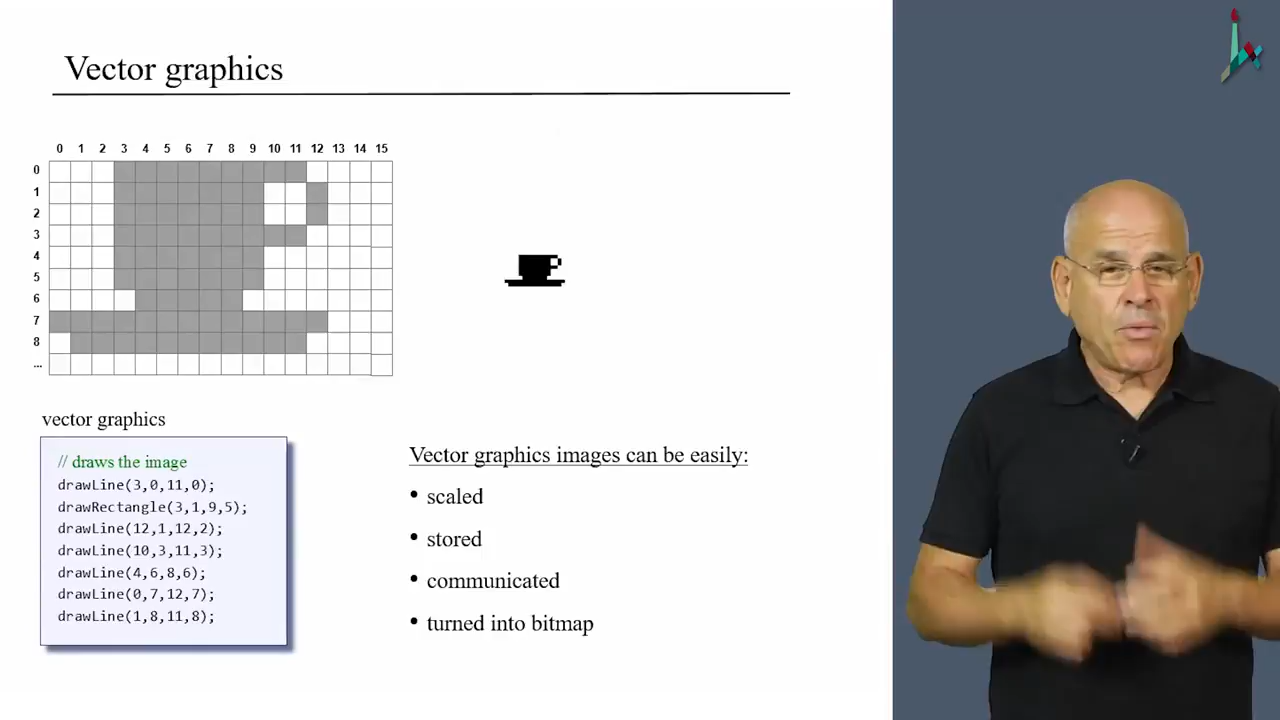 Vector graphics
0 1 2 3 4 5 6 7 8 9 10 11 12 13 14 15
0
1
2
3
4
5
6
7
8
...
vector graphics
// draws the image
drawLine(3,0,11,0);
drawRectangle(3,1,9,5);
drawLine(12,1,12,2);
drawLine(10,3,11,3);
drawLine(4,6,8,6);
drawLine(0,7,12,7);
drawLine(1,8,11,8);
Vector graphics images can be easily:
• scaled
• stored
• communicated
• turned into bitmap